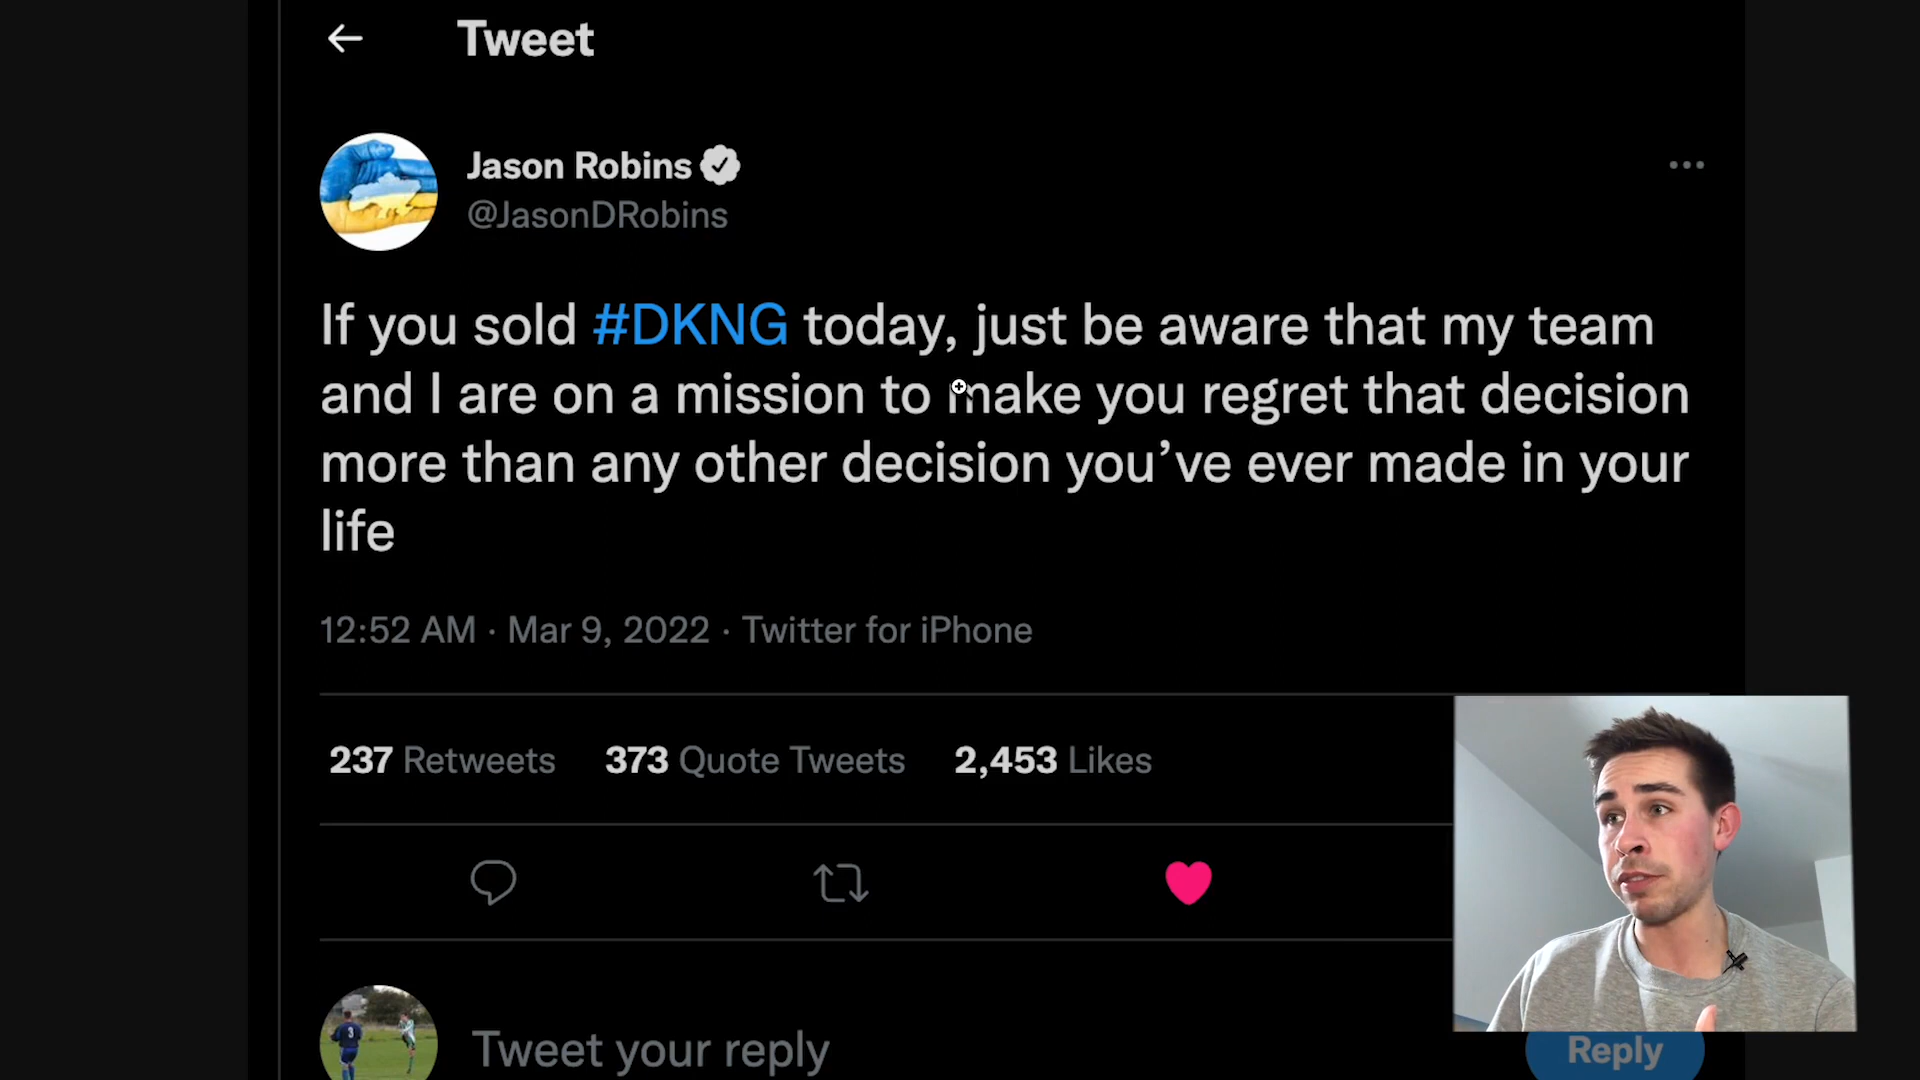 Tweet
Jason Robins
@JasonDRobins
If you sold #DKNG today, just be aware that my team
and I are on a mission to make you regret that decision
more than any other decision you’ve ever made in your
life
12:52 AM · Mar 9, 2022 · Twitter for iPhone
237 Retweets 373 Quote Tweets 2,453 Likes
3
Tweet your reply
Reply